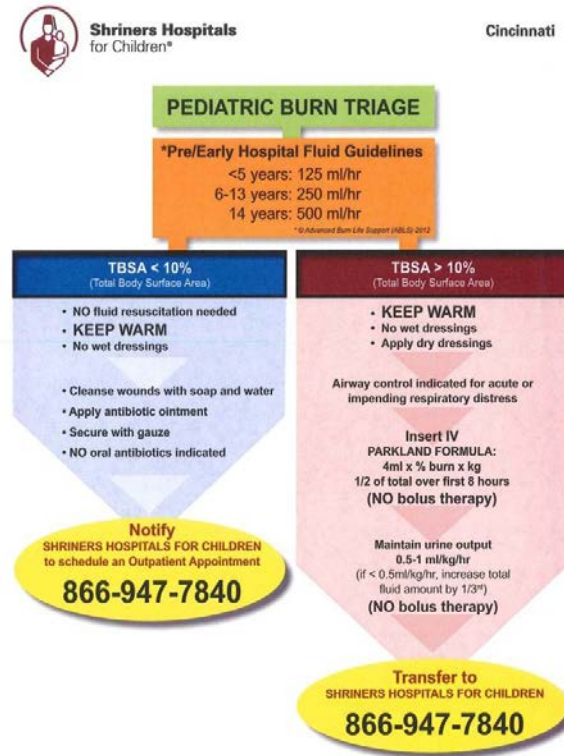 Shriners Hospitals
for Children®
Cincinnati
PEDIATRIC BURN TRIAGE
*Pre/Early Hospital Fluid Guidelines
<5 years: 125 ml/hr
6-13 years: 250 ml/hr
14 years: 500 ml/hr
* © Advanced Burn Life Support (ABLS) 2012
TBSA < 10%
(Total Body Surface Area)
• NO fluid resuscitation needed
• KEEP WARM
• No wet dressings
• Cleanse wounds with soap and water
• Apply antibiotic ointment
• Secure with gauze
• NO oral antibiotics indicated
Notify
SHRINERS HOSPITALS FOR CHILDREN
to schedule an Outpatient Appointment
866-947-7840
TBSA > 10%
(Total Body Surface Area)
• KEEP WARM
• No wet dressings
• Apply dry dressings
Airway control indicated for acute or
impending respiratory distress
Insert IV
PARKLAND FORMULA:
4ml x % burn x kg
1/2 of total over first 8 hours
(NO bolus therapy)
Maintain urine output
0.5-1 ml/kg/hr
(if < 0.5ml/kg/hr, increase total
fluid amount by 1/3rd)
(NO bolus therapy)
Transfer to
SHRINERS HOSPITALS FOR CHILDREN
866-947-7840